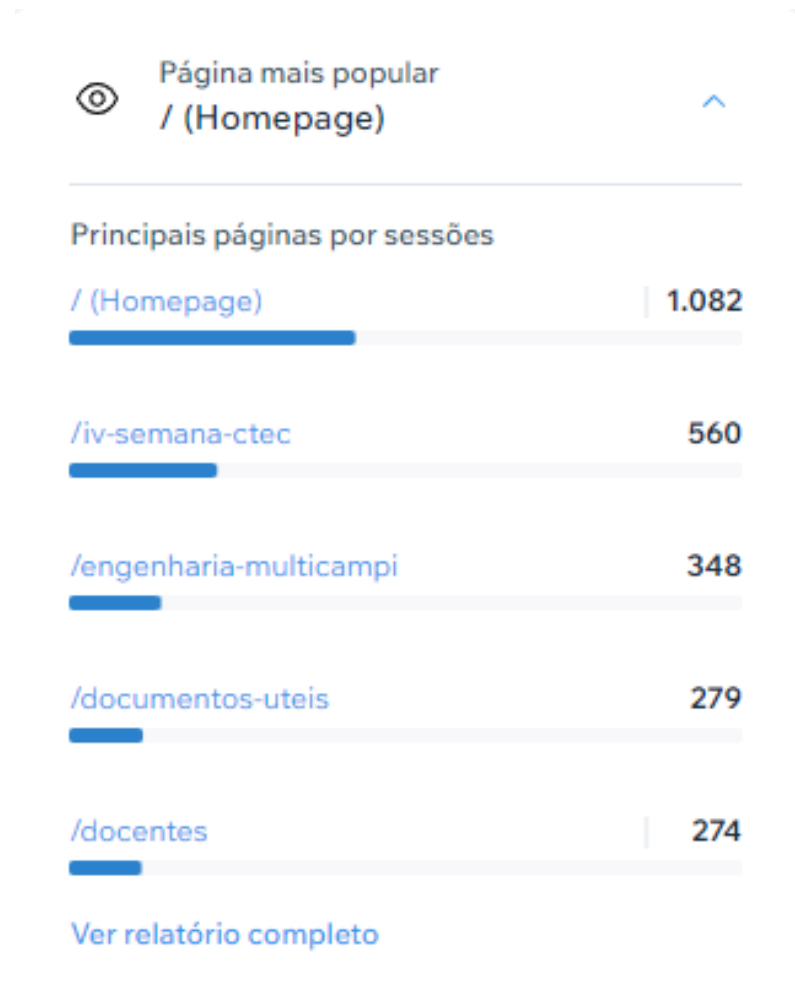 Página mais popular
/ (Homepage)
Principais páginas por sessões
/ (Homepage) 1.082
/iv-semana-ctec 560
/engenharia-multicampi 348
/documentos-uteis 279
/docentes 274
Ver relatório completo